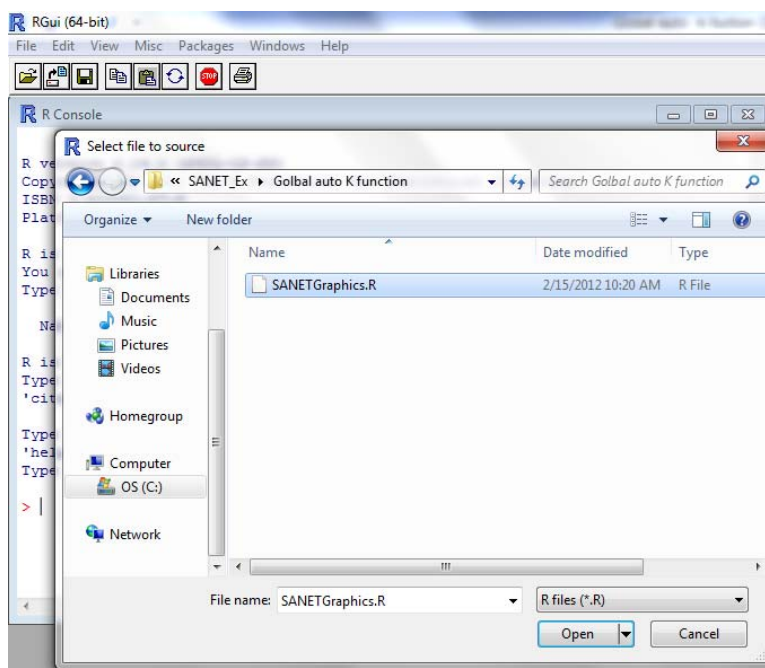 RGui (64-bit)
File Edit View Misc Packages Windows Help
R Console
Select file to source
R ve
Copy
ISBN
Plat
R is
You
Type
Na
R is
Type
'cit
Type
'hel
Type
>
« SANET_Ex ▸ Golbal auto K function
Search Golbal auto K function
Organize New folder
Name Date modified Type
SANETGraphics.R 2/15/2012 10:20 AM R File
Libraries
Documents
Music
Pictures
Videos
Homegroup
Computer
OS (C:)
Network
File name: SANETGraphics.R R files (*.R)
Open Cancel